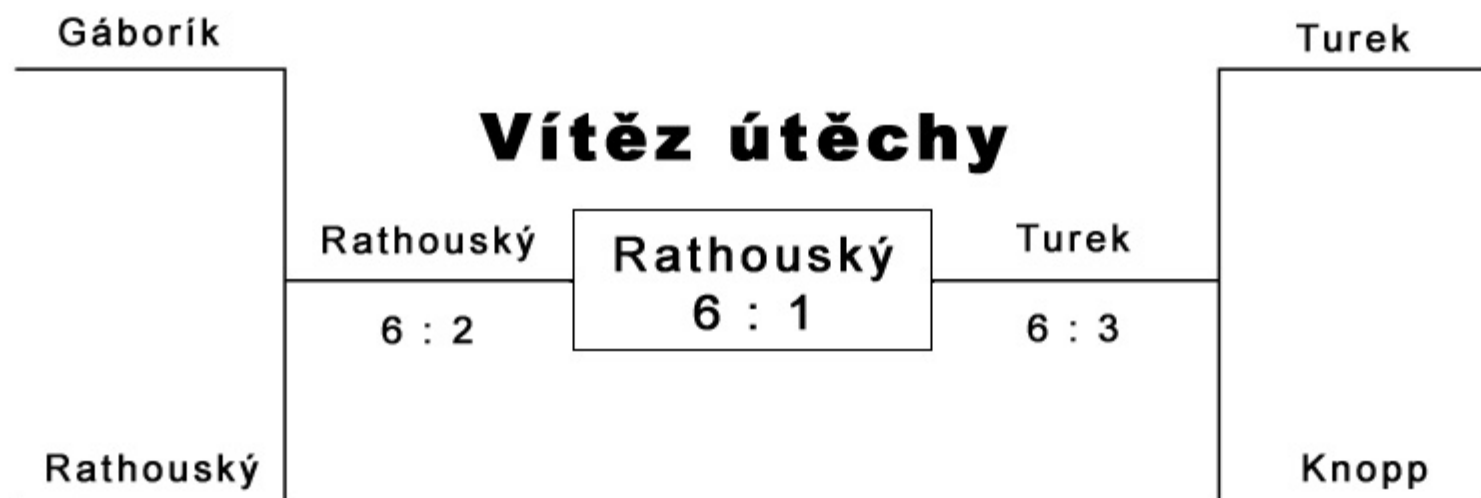 Gáborík
Turek
Vítěz útěchy
Rathouský
Rathouský
6 : 1
Turek
6 : 2
6 : 3
Rathouský
Knopp